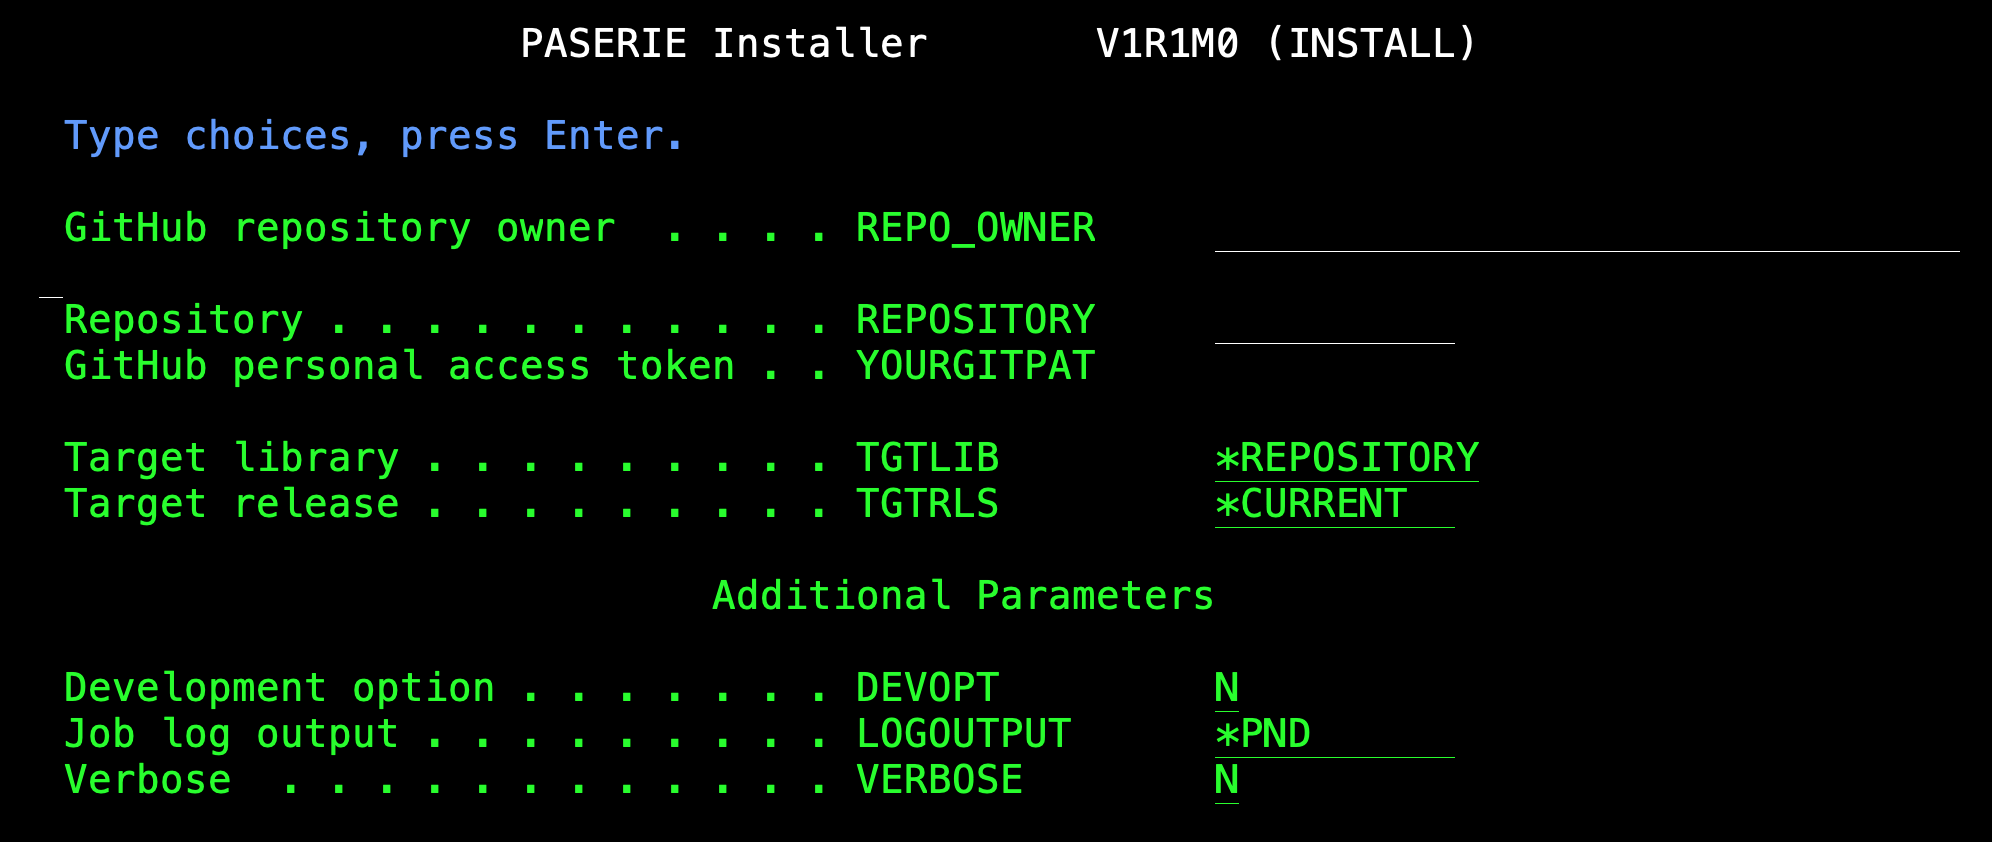 PASERIE Installer       V1R1M0 (INSTALL)
Type choices, press Enter.
GitHub repository owner  . . . . REPO_OWNER
Repository . . . . . . . . . . . REPOSITORY
GitHub personal access token . . YOURGITPAT
Target library . . . . . . . . . TGTLIB         *REPOSITORY
Target release . . . . . . . . . TGTRLS         *CURRENT
Additional Parameters
Development option . . . . . . . DEVOPT         N
Job log output . . . . . . . . . LOGOUTPUT      *PND
Verbose  . . . . . . . . . . . . VERBOSE        N